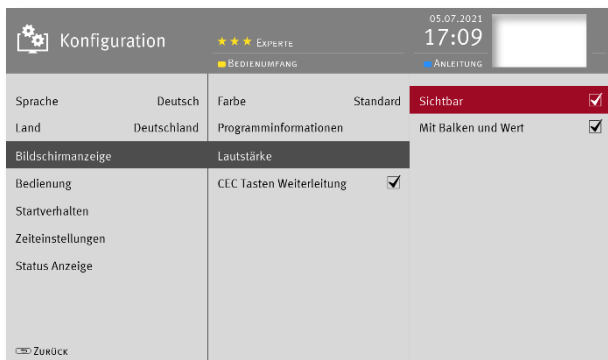 Konfiguration
★ ★ ★ EXPERTE
BEDIENUMFANG
05.07.2021
17:09
ANLEITUNG
Sprache Deutsch
Land Deutschland
Bildschirmanzeige
Bedienung
Startverhalten
Zeiteinstellungen
Status Anzeige
Farbe Standard
Programminformationen
Lautstärke
CEC Tasten Weiterleitung
Sichtbar
Mit Balken und Wert
ZURÜCK